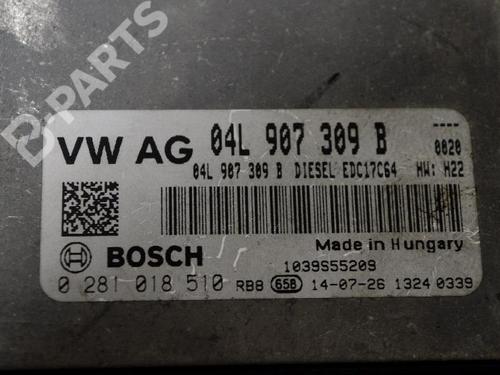 B-PARTS
VW AG 04L 907 309 B
----
0020
04L 907 309 B DIESEL EDC17C64 HW: H22
Made in Hungary
BOSCH
1039S55209
0 281 018 510 RB8 65B 14-07-26 1324 0339